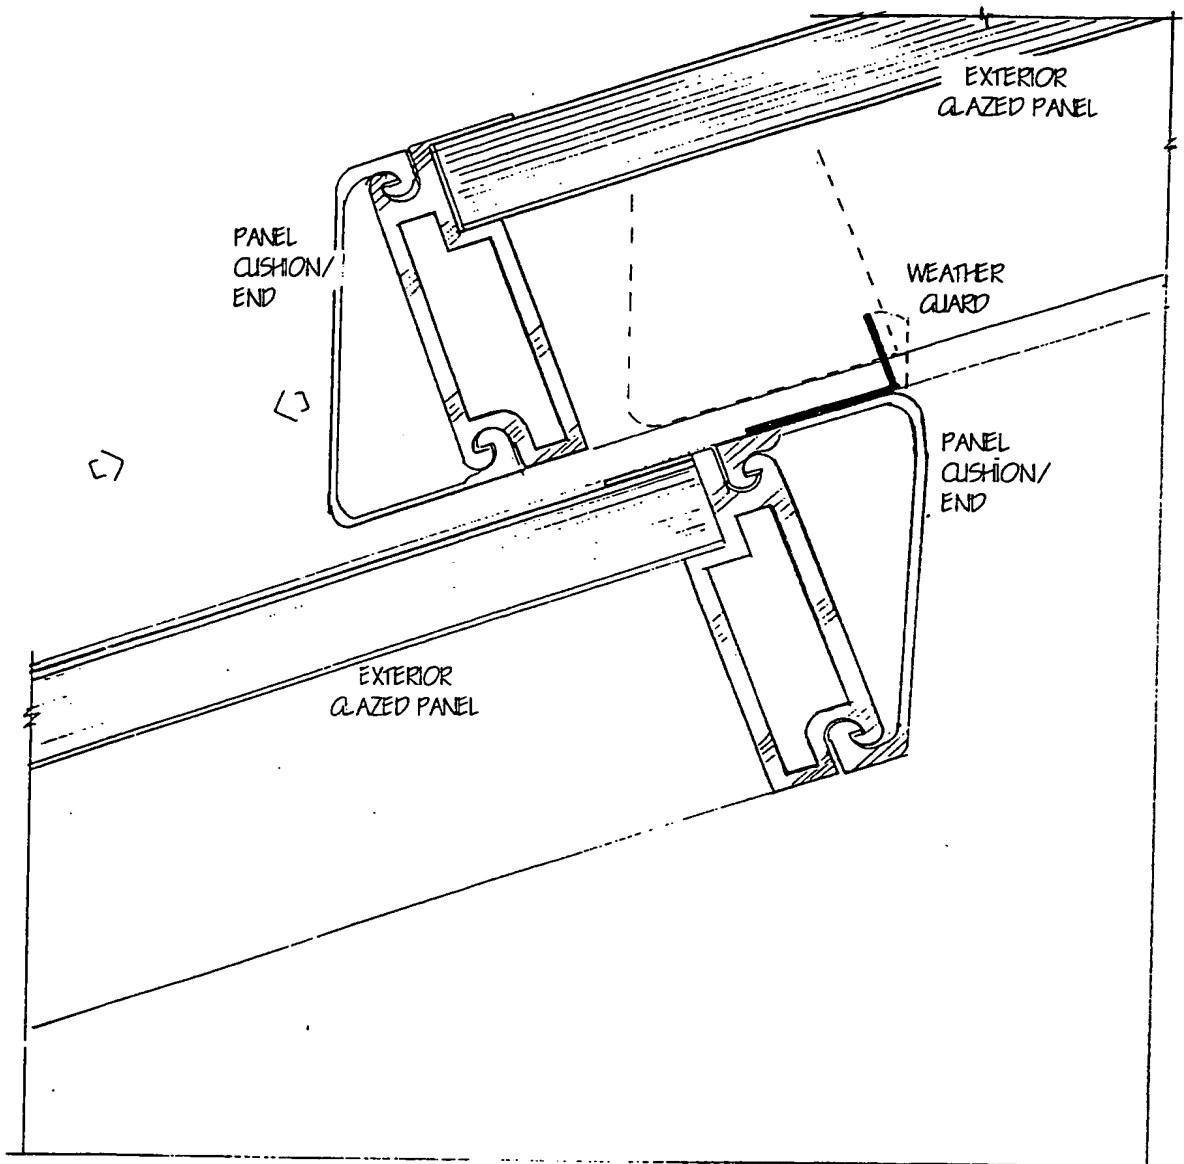 EXTERIOR
GLAZED PANEL
PANEL
CUSHION/
END
WEATHER
GUARD
PANEL
CUSHION/
END
EXTERIOR
GLAZED PANEL